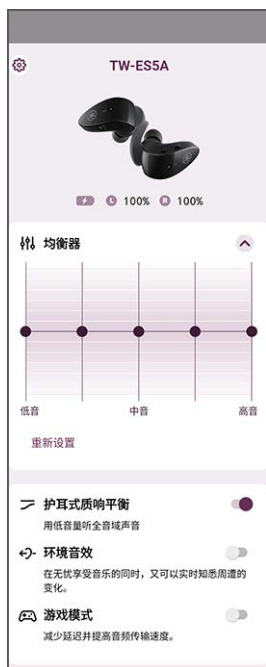 TW-ES5A
L 100% R 100%
均衡器
低音 中音 高音
重新设置
护耳式质响平衡
用低音量听全音域声音
环境音效
在无忧享受音乐的同时，又可以实时知悉周遭的
变化。
游戏模式
减少延迟并提高音频传输速度。